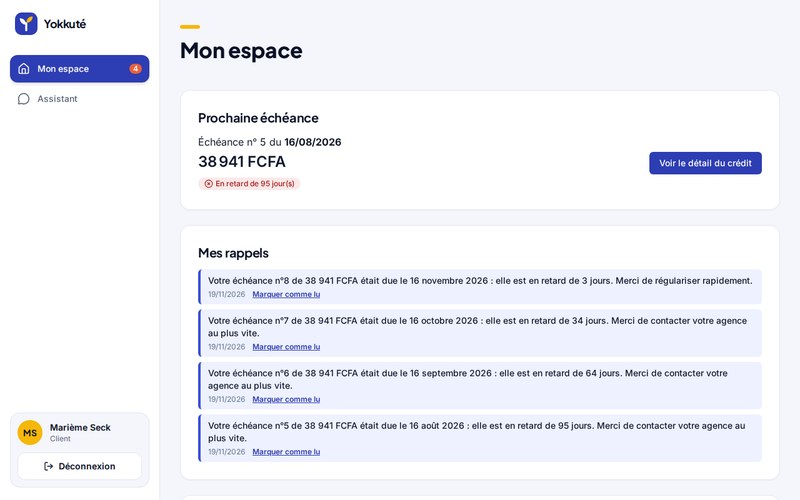 Yokkuté
Mon espace 4
Assistant
Mon espace
Prochaine échéance
Échéance n° 5 du 16/08/2026
38 941 FCFA
En retard de 95 jour(s)
Voir le détail du crédit
Mes rappels
Votre échéance n°8 de 38 941 FCFA était due le 16 novembre 2026 : elle est en retard de 3 jours. Merci de régulariser rapidement.
19/11/2026 Marquer comme lu
Votre échéance n°7 de 38 941 FCFA était due le 16 octobre 2026 : elle est en retard de 34 jours. Merci de contacter votre agence
au plus vite.
19/11/2026 Marquer comme lu
Votre échéance n°6 de 38 941 FCFA était due le 16 septembre 2026 : elle est en retard de 64 jours. Merci de contacter votre
agence au plus vite.
19/11/2026 Marquer comme lu
Votre échéance n°5 de 38 941 FCFA était due le 16 août 2026 : elle est en retard de 95 jours. Merci de contacter votre agence au
plus vite.
19/11/2026 Marquer comme lu
MS
Marième Seck
Client
Déconnexion